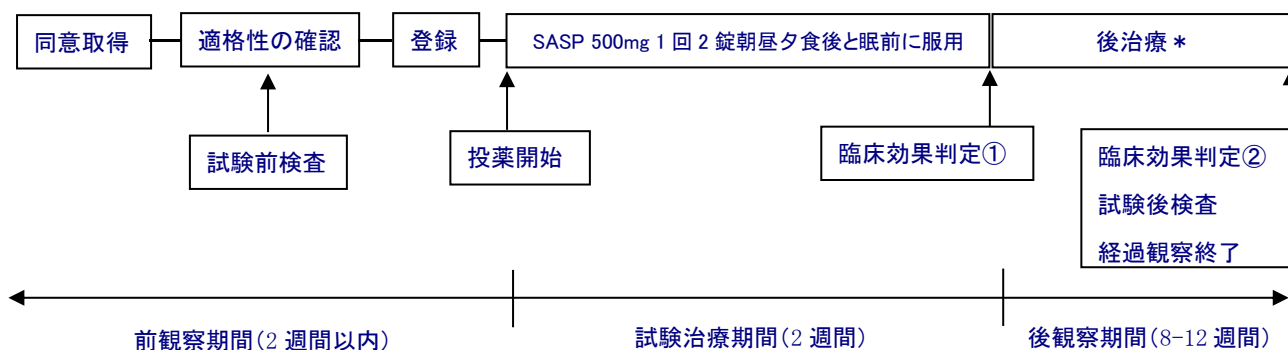 同意取得
適格性の確認
登録
SASP 500mg 1 回 2 錠朝昼夕食後と眠前に服用
後治療 *
試験前検査
投薬開始
臨床効果判定①
臨床効果判定②
試験後検査
経過観察終了
前観察期間(2 週間以内)
試験治療期間(2 週間)
後観察期間(8-12 週間)